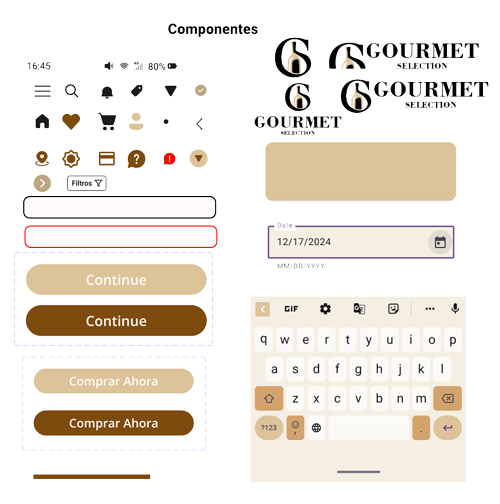 Componentes
16:45
80%
GOURMET
SELECTION
GOURMET
SELECTION
GOURMET
SELECTION
Filtros
Date
12/17/2024
MM/DD/YYYY
Continue
Continue
Comprar Ahora
Comprar Ahora
GIF
q w e r t y u i o p
a s d f g h j k l
z x c v b n m
?123 , .